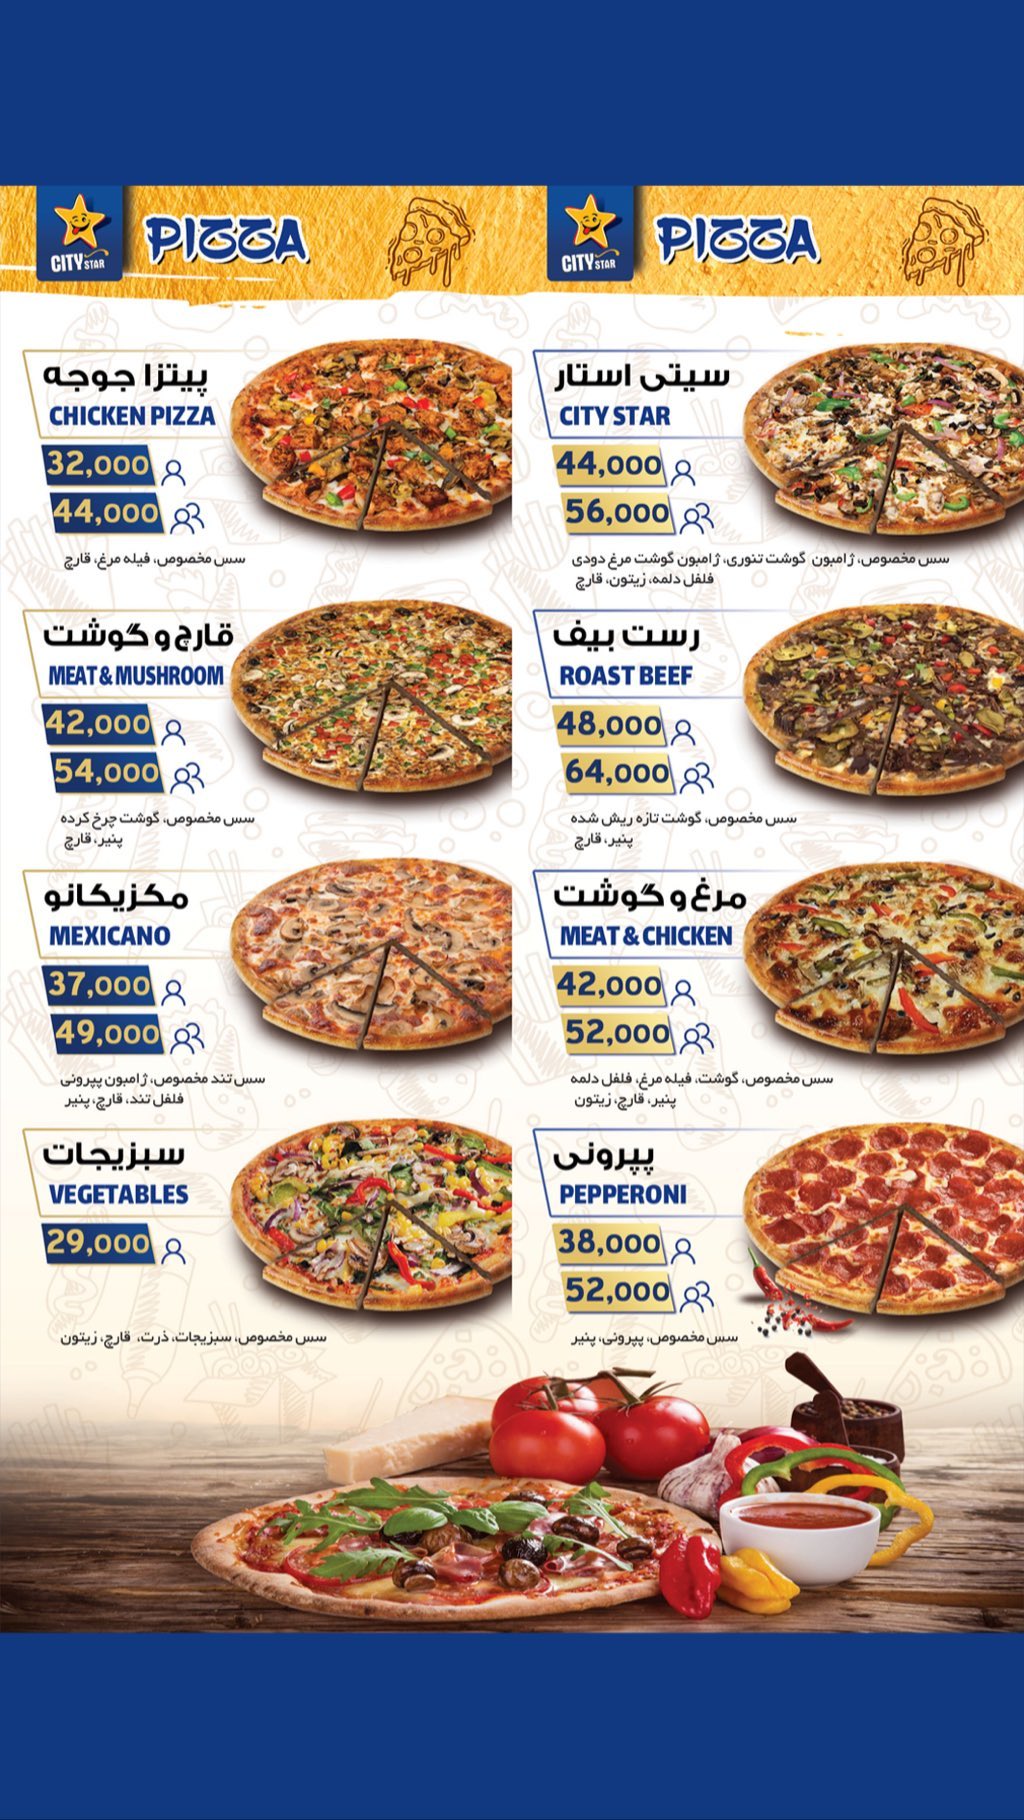 CITY STAR
PIZZA
پیتزا جوجه
CHICKEN PIZZA
32,000
44,000
سس مخصوص، فیله مرغ، قارچ
قارچ و گوشت
MEAT & MUSHROOM
42,000
54,000
سس مخصوص، گوشت چرخ کرده
پنیر، قارچ
مکزیکانو
MEXICANO
37,000
49,000
سس تند مخصوص، ژامبون پپرونی
فلفل تند، قارچ، پنیر
سبزیجات
VEGETABLES
29,000
سس مخصوص، سبزیجات، ذرت، قارچ، زیتون
CITY STAR
PIZZA
سیتی استار
CITY STAR
44,000
56,000
سس مخصوص، ژامبون گوشت تنوری، ژامبون گوشت مرغ دودی
فلفل دلمه، زیتون، قارچ
رست بیف
ROAST BEEF
48,000
64,000
سس مخصوص، گوشت تازه ریش شده
پنیر، قارچ
مرغ و گوشت
MEAT & CHICKEN
42,000
52,000
سس مخصوص، گوشت، فیله مرغ، فلفل دلمه
پنیر، قارچ، زیتون
پپرونی
PEPPERONI
38,000
52,000
سس مخصوص، پپرونی، پنیر